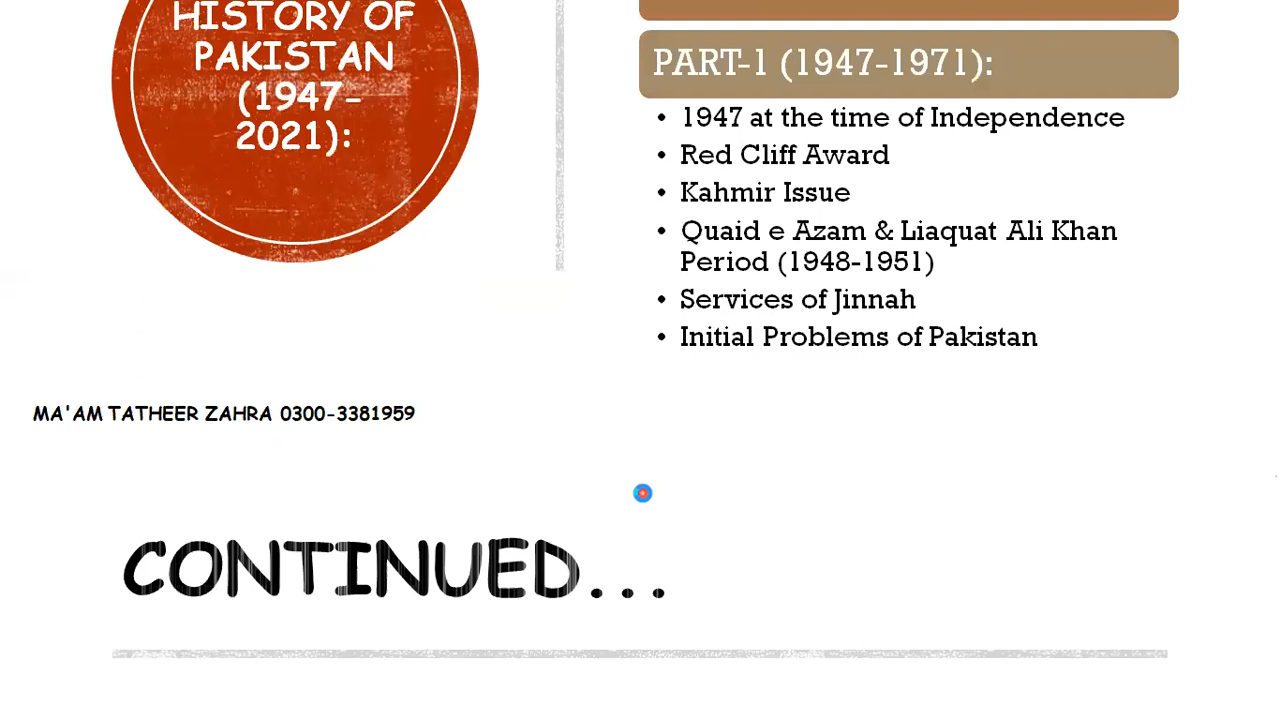 HISTORY OF
PAKISTAN
(1947-
2021):
PART-1 (1947-1971):
• 1947 at the time of Independence
• Red Cliff Award
• Kahmir Issue
• Quaid e Azam & Liaquat Ali Khan
Period (1948-1951)
• Services of Jinnah
• Initial Problems of Pakistan
MA'AM TATHEER ZAHRA 0300-3381959
CONTINUED...